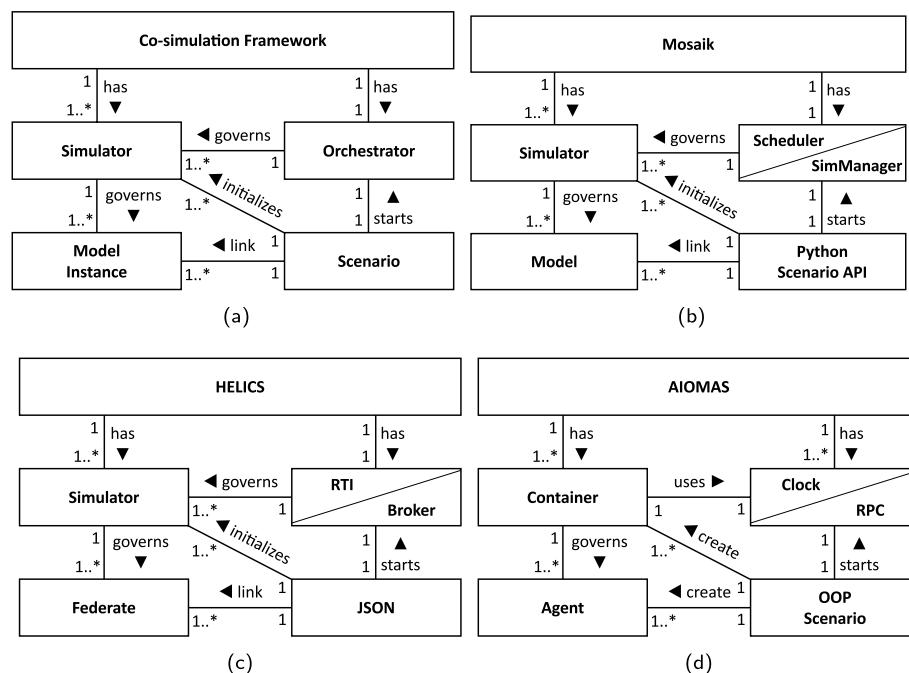 Co-simulation Framework
1 has 1..*
1 has 1
Simulator
◀ governs
1..* 1
Orchestrator
1 governs 1..*
◀ initializes
1..* 1
1 starts 1
Model
Instance
◀ link
1..* 1
Scenario
(a)
Mosaik
1 has 1..*
1 has 1
Simulator
◀ governs
1..* 1
Scheduler
SimManager
1 governs 1..*
◀ initializes
1..* 1
1 starts 1
Model
◀ link
1..* 1
Python
Scenario API
(b)
HELICS
1 has 1..*
1 has 1
Simulator
◀ governs
1..* 1
RTI
Broker
1 governs 1..*
◀ initializes
1..* 1
1 starts 1
Federate
◀ link
1..* 1
JSON
(c)
AIOMAS
1 has 1..*
1 has 1..*
Container
uses ▶
1 1
Clock
RPC
1 governs 1..*
◀ create
1..* 1
1 starts 1
Agent
◀ create
1..* 1
OOP
Scenario
(d)